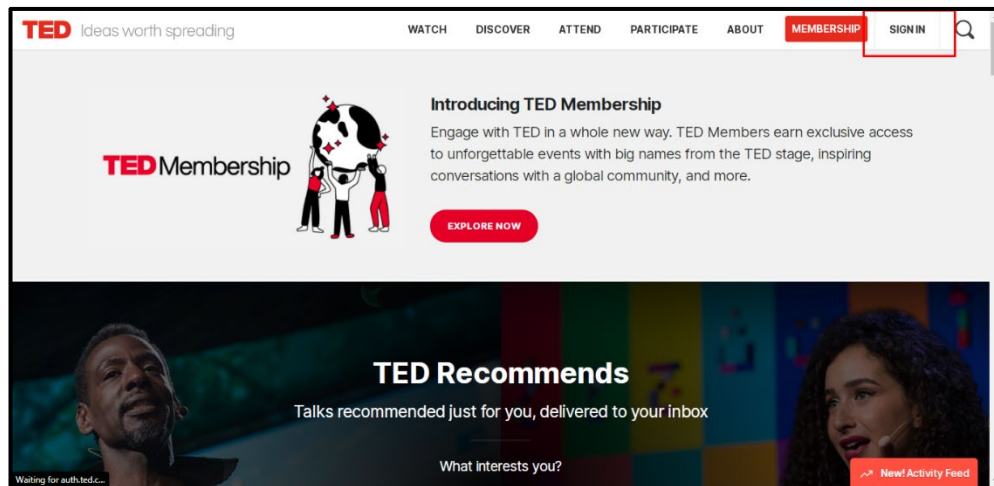 TED Ideas worth spreading
WATCH DISCOVER ATTEND PARTICIPATE ABOUT MEMBERSHIP SIGN IN
Introducing TED Membership
Engage with TED in a whole new way. TED Members earn exclusive access
to unforgettable events with big names from the TED stage, inspiring
conversations with a global community, and more.
TED Membership
EXPLORE NOW
TED Recommends
Talks recommended just for you, delivered to your inbox
What interests you?
Waiting for auth.ted.c...
New! Activity Feed